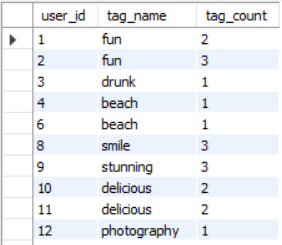 user_id tag_name tag_count
1 fun 2
2 fun 3
3 drunk 1
4 beach 1
6 beach 1
8 smile 3
9 stunning 3
10 delicious 2
11 delicious 2
12 photography 1